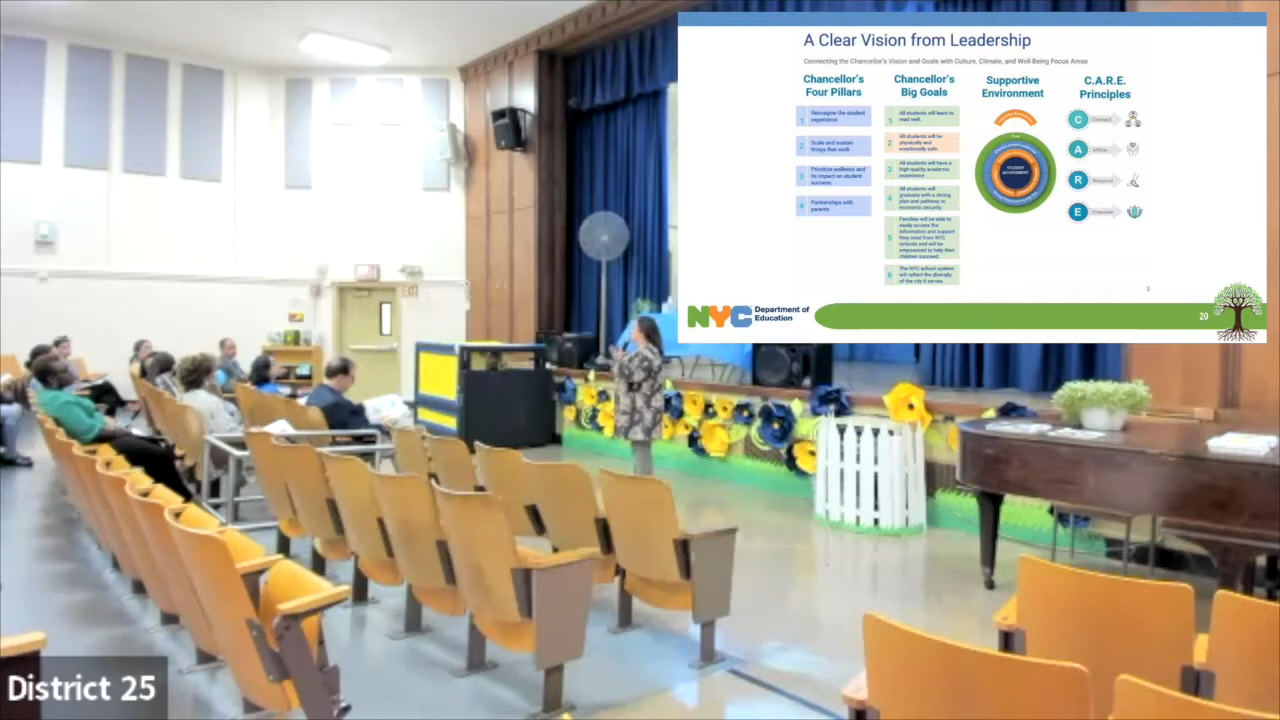 A Clear Vision from Leadership
Connecting the Chancellor's Vision and Goals with Culture, Climate, and Well-Being Focus Areas
Chancellor's
Four Pillars
1
Reimagine the student
experience
2
Scale and sustain
things that work
3
Prioritize wellness and
its impact on student
success
4
Partnerships with
parents
Chancellor's
Big Goals
1
All students will learn to
read well.
2
All students will be
physically and
emotionally safe.
3
All students will have a
high-quality academic
experience.
4
All students will
graduate with a strong
plan and pathway to
economic security.
5
Families will be able to
easily access the
information and support
they need from NYC
schools and will be
empowered to help their
children succeed.
6
The NYC school system
will reflect the diversity
of the city it serves.
Supportive
Environment
STUDENT
ACHIEVEMENT
C.A.R.E.
Principles
C Connect
A Affirm
R Respond
E Empower
NYC Department of
Education
20
District 25